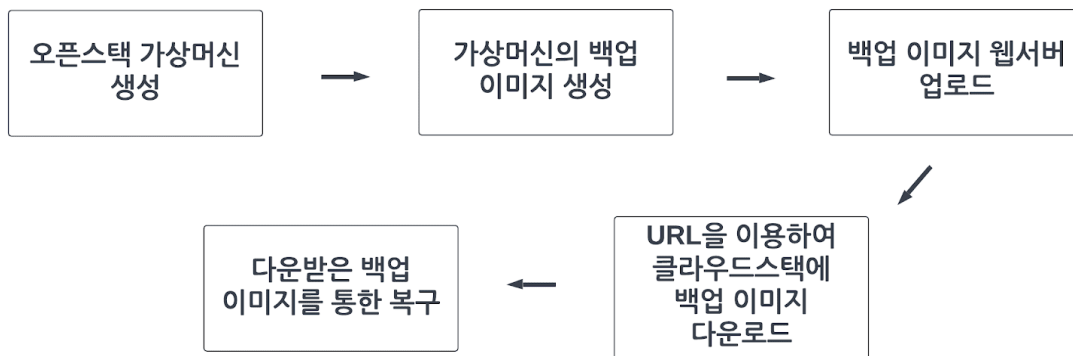 오픈스택 가상머신
생성
가상머신의 백업
이미지 생성
백업 이미지 웹서버
업로드
URL을 이용하여
클라우드스택에
백업 이미지
다운로드
다운받은 백업
이미지를 통한 복구